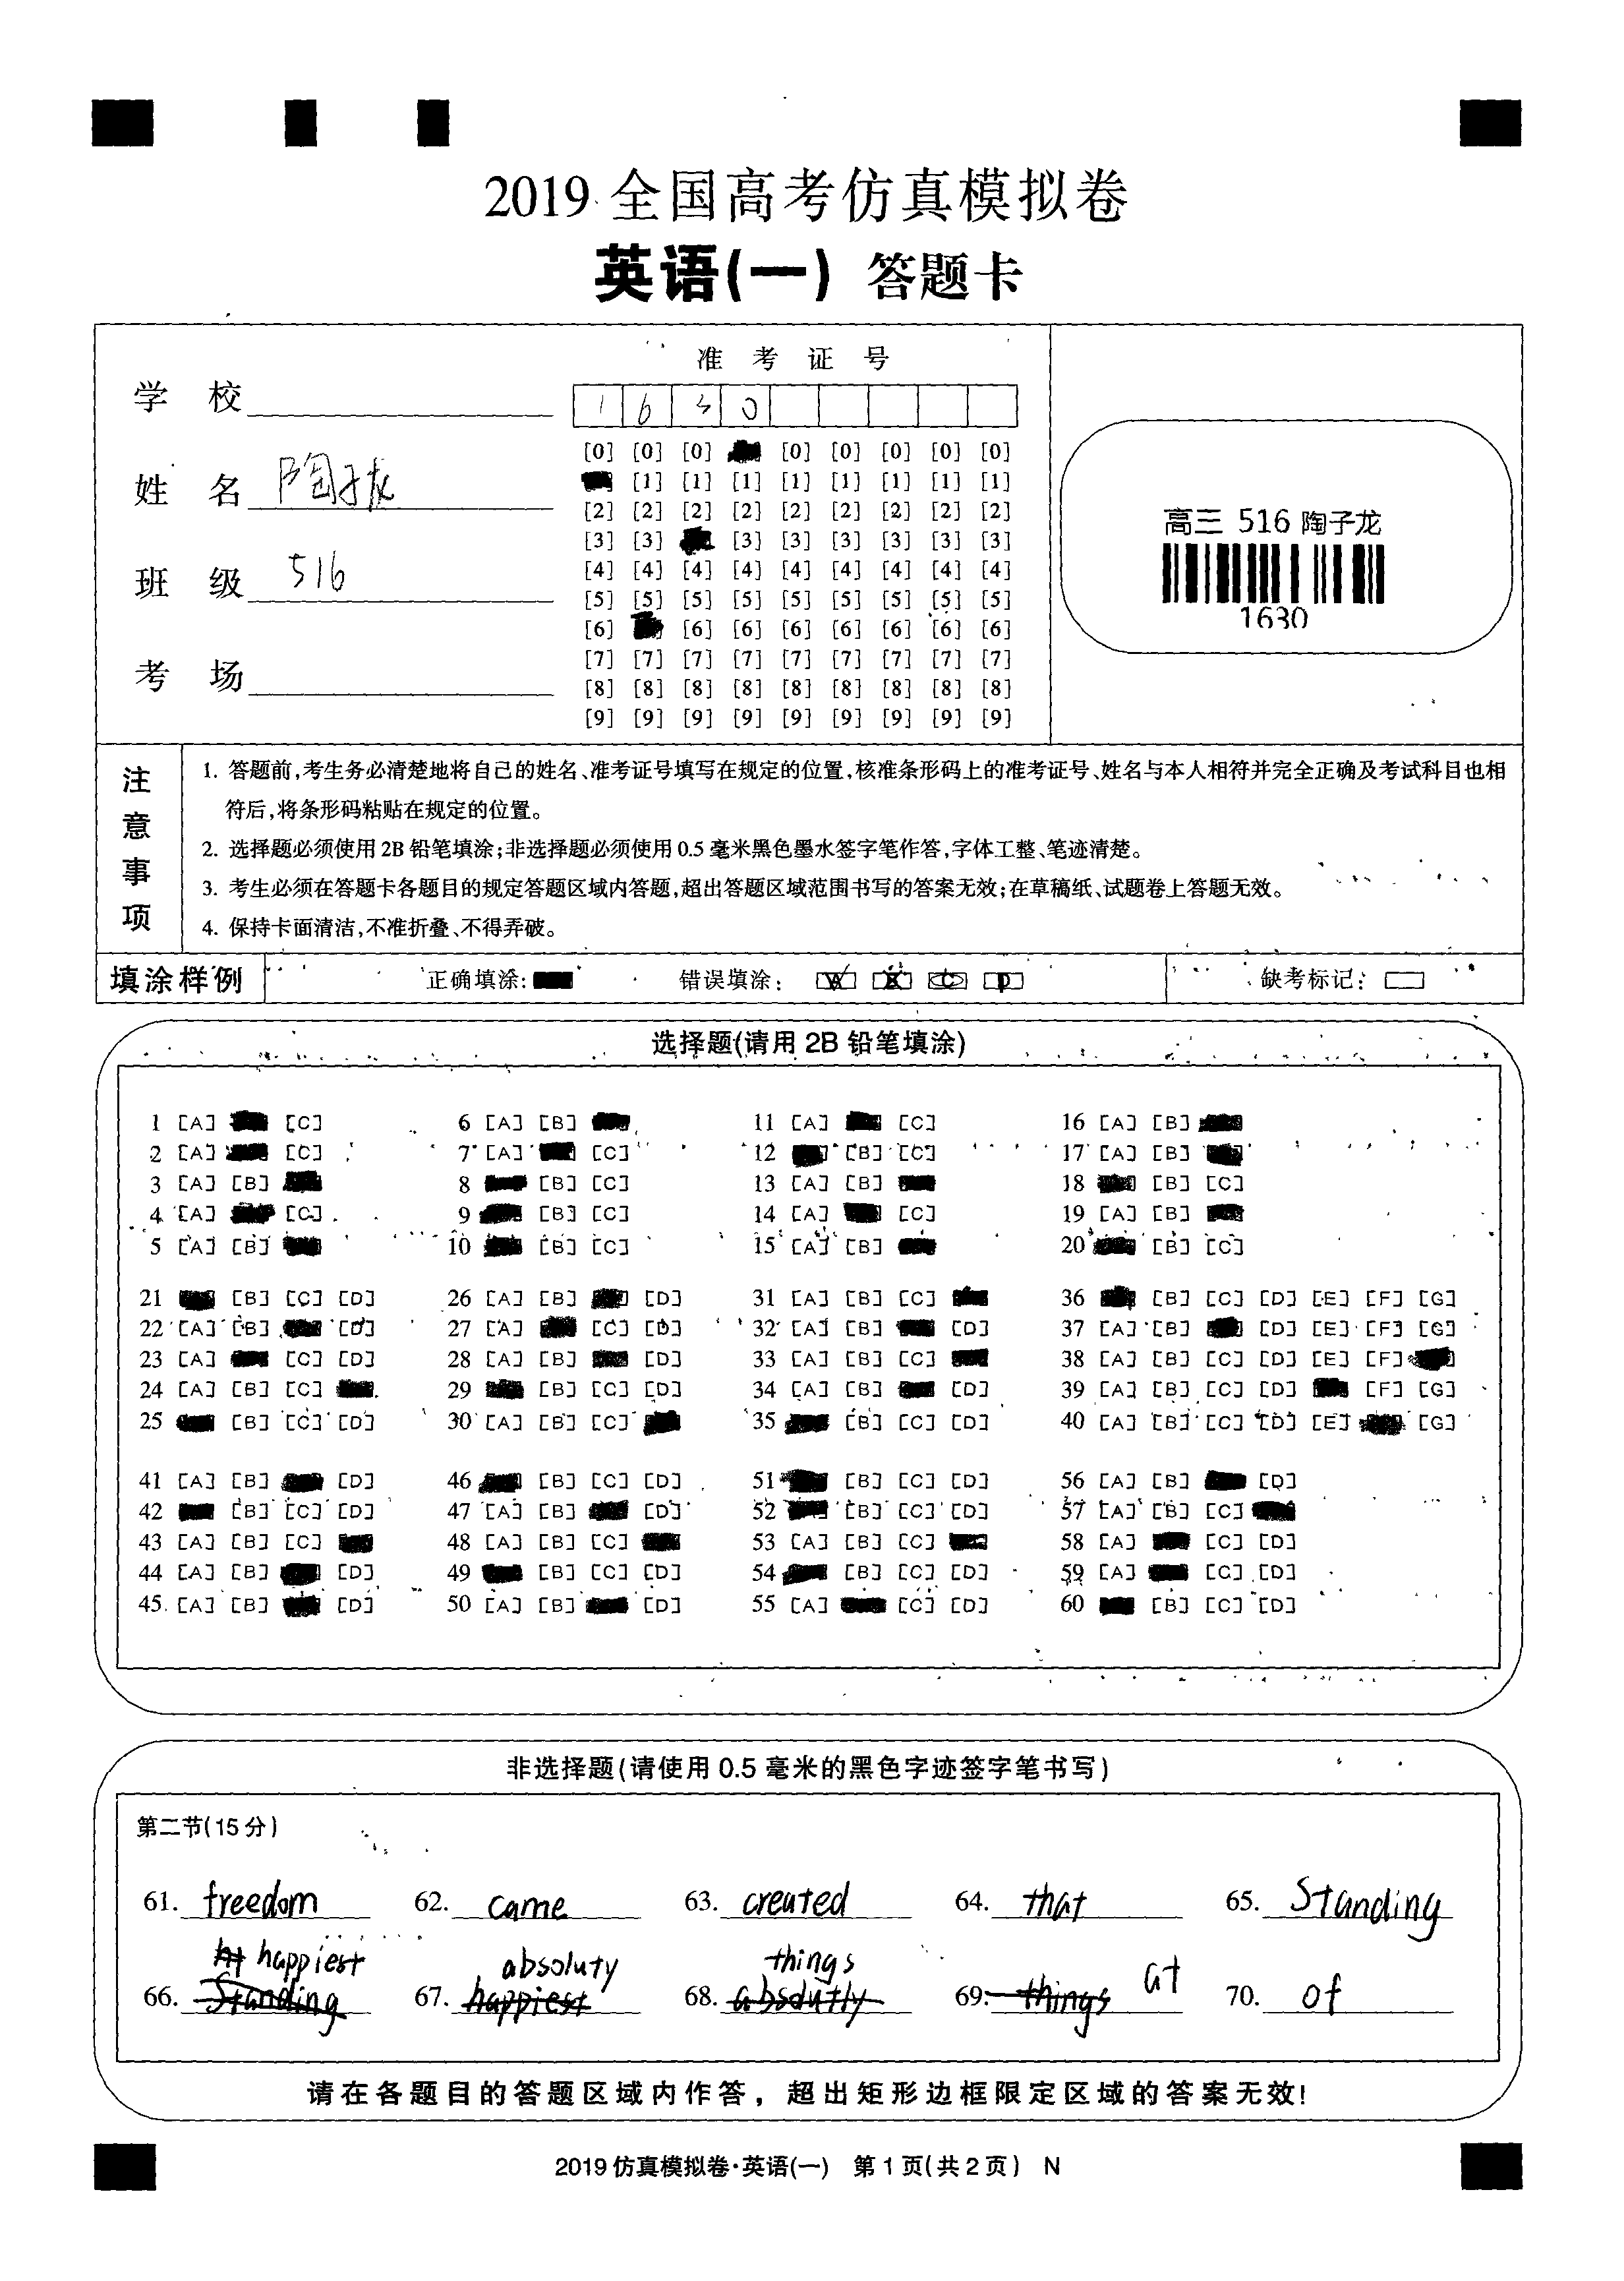 2019 全国高考仿真模拟卷
英语(一) 答题卡
准 考 证 号
学 校
1 6 3 0
姓 名 陶子龙
班 级 516
考 场
[0] [0] [0] [0] [0] [0] [0] [0]
[1] [1] [1] [1] [1] [1] [1] [1]
[2] [2] [2] [2] [2] [2] [2] [2] [2]
[3] [3] [3] [3] [3] [3] [3] [3]
[4] [4] [4] [4] [4] [4] [4] [4] [4]
[5] [5] [5] [5] [5] [5] [5] [5] [5]
[6] [6] [6] [6] [6] [6] [6] [6]
[7] [7] [7] [7] [7] [7] [7] [7] [7]
[8] [8] [8] [8] [8] [8] [8] [8] [8]
[9] [9] [9] [9] [9] [9] [9] [9] [9]
高三 516 陶子龙
1630
注意事项
1. 答题前,考生务必清楚地将自己的姓名、准考证号填写在规定的位置,核准条形码上的准考证号、姓名与本人相符并完全正确及考试科目也相
符后,将条形码粘贴在规定的位置。
2. 选择题必须使用2B铅笔填涂;非选择题必须使用0.5毫米黑色墨水签字笔作答,字体工整、笔迹清楚。
3. 考生必须在答题卡各题目的规定答题区域内答题,超出答题区域范围书写的答案无效;在草稿纸、试题卷上答题无效。
4. 保持卡面清洁,不准折叠、不得弄破。
填涂样例 正确填涂: 错误填涂: A B C D 缺考标记:
选择题(请用 2B 铅笔填涂)
1 [A] [C] 6 [A] [B] 11 [A] [C] 16 [A] [B]
2 [A] [C] 7 [A] [C] 12 [B] [C] 17 [A] [B]
3 [A] [B] 8 [B] [C] 13 [A] [B] 18 [B] [C]
4 [A] [C] 9 [B] [C] 14 [A] [C] 19 [A] [B]
5 [A] [B] 10 [B] [C] 15 [A] [B] 20 [B] [C]
21 [B] [C] [D] 26 [A] [B] [D] 31 [A] [B] [C] 36 [B] [C] [D] [E] [F] [G]
22 [A] [B] [D] 27 [A] [C] [D] 32 [A] [B] [D] 37 [A] [B] [D] [E] [F] [G]
23 [A] [C] [D] 28 [A] [B] [D] 33 [A] [B] [C] 38 [A] [B] [C] [D] [E] [F]
24 [A] [B] [C] 29 [B] [C] [D] 34 [A] [B] [D] 39 [A] [B] [C] [D] [F] [G]
25 [B] [C] [D] 30 [A] [B] [C] 35 [B] [C] [D] 40 [A] [B] [C] [D] [E] [G]
41 [A] [B] [D] 46 [B] [C] [D] 51 [B] [C] [D] 56 [A] [B] [D]
42 [B] [C] [D] 47 [A] [B] [D] 52 [B] [C] [D] 57 [A] [B] [C]
43 [A] [B] [C] 48 [A] [B] [C] 53 [A] [B] [C] 58 [A] [C] [D]
44 [A] [B] [D] 49 [B] [C] [D] 54 [B] [C] [D] 59 [A] [C] [D]
45 [A] [B] [D] 50 [A] [B] [D] 55 [A] [C] [D] 60 [B] [C] [D]
非选择题(请使用 0.5 毫米的黑色字迹签字笔书写)
第二节(15分)
61. freedom 62. came 63. created 64. that 65. Standing
happiest absoluty things at
66. Standing 67. happiest 68. absolutly 69. things 70. of
请在各题目的答题区域内作答，超出矩形边框限定区域的答案无效!
2019 仿真模拟卷·英语(一) 第 1 页(共 2 页) N